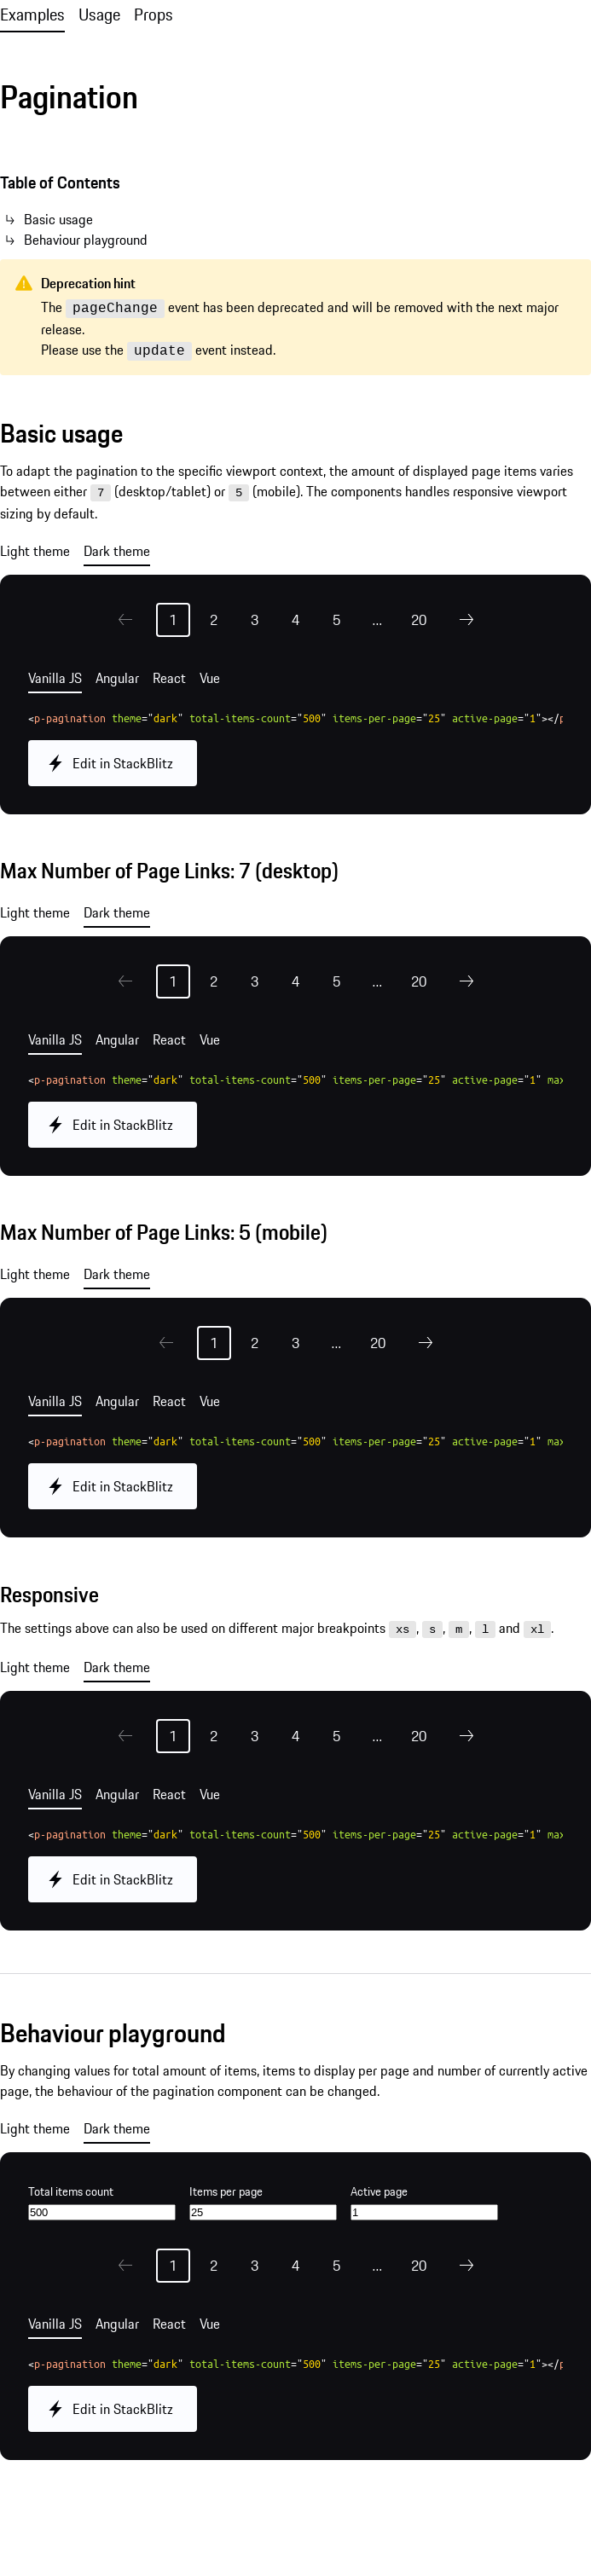 Examples Usage Props
Pagination
Table of Contents
Basic usage
Behaviour playground
Deprecation hint
The pageChange event has been deprecated and will be removed with the next major
release.
Please use the update event instead.
Basic usage
To adapt the pagination to the specific viewport context, the amount of displayed page items varies
between either 7 (desktop/tablet) or 5 (mobile). The components handles responsive viewport
sizing by default.
Light theme Dark theme
← 1 2 3 4 5 ... 20 →
Vanilla JS Angular React Vue
<p-pagination theme="dark" total-items-count="500" items-per-page="25" active-page="1"></p
Edit in StackBlitz
Max Number of Page Links: 7 (desktop)
Light theme Dark theme
← 1 2 3 4 5 ... 20 →
Vanilla JS Angular React Vue
<p-pagination theme="dark" total-items-count="500" items-per-page="25" active-page="1" max
Edit in StackBlitz
Max Number of Page Links: 5 (mobile)
Light theme Dark theme
← 1 2 3 ... 20 →
Vanilla JS Angular React Vue
<p-pagination theme="dark" total-items-count="500" items-per-page="25" active-page="1" max
Edit in StackBlitz
Responsive
The settings above can also be used on different major breakpoints xs, s, m, l and xl.
Light theme Dark theme
← 1 2 3 4 5 ... 20 →
Vanilla JS Angular React Vue
<p-pagination theme="dark" total-items-count="500" items-per-page="25" active-page="1" max
Edit in StackBlitz
Behaviour playground
By changing values for total amount of items, items to display per page and number of currently active
page, the behaviour of the pagination component can be changed.
Light theme Dark theme
Total items count Items per page Active page
500 25 1
← 1 2 3 4 5 ... 20 →
Vanilla JS Angular React Vue
<p-pagination theme="dark" total-items-count="500" items-per-page="25" active-page="1"></p
Edit in StackBlitz